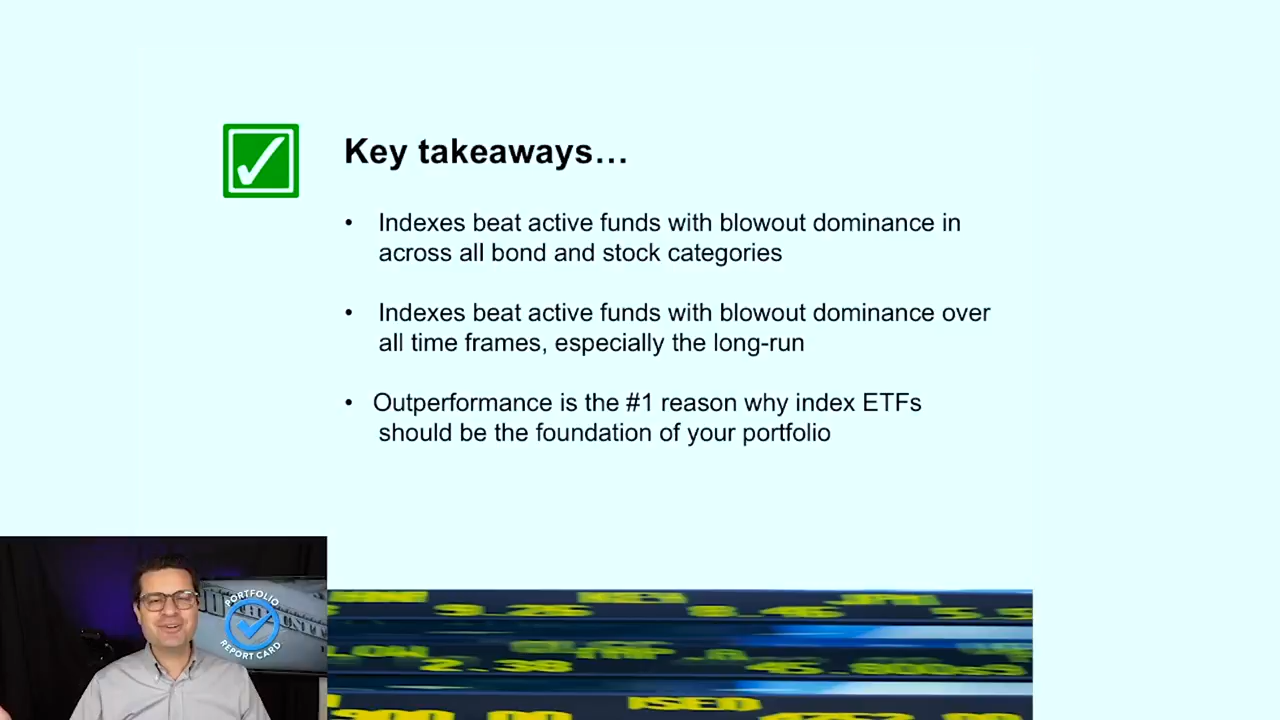 Key takeaways…
• Indexes beat active funds with blowout dominance in
across all bond and stock categories
• Indexes beat active funds with blowout dominance over
all time frames, especially the long-run
• Outperformance is the #1 reason why index ETFs
should be the foundation of your portfolio
PORTFOLIO
REPORT CARD
2.38